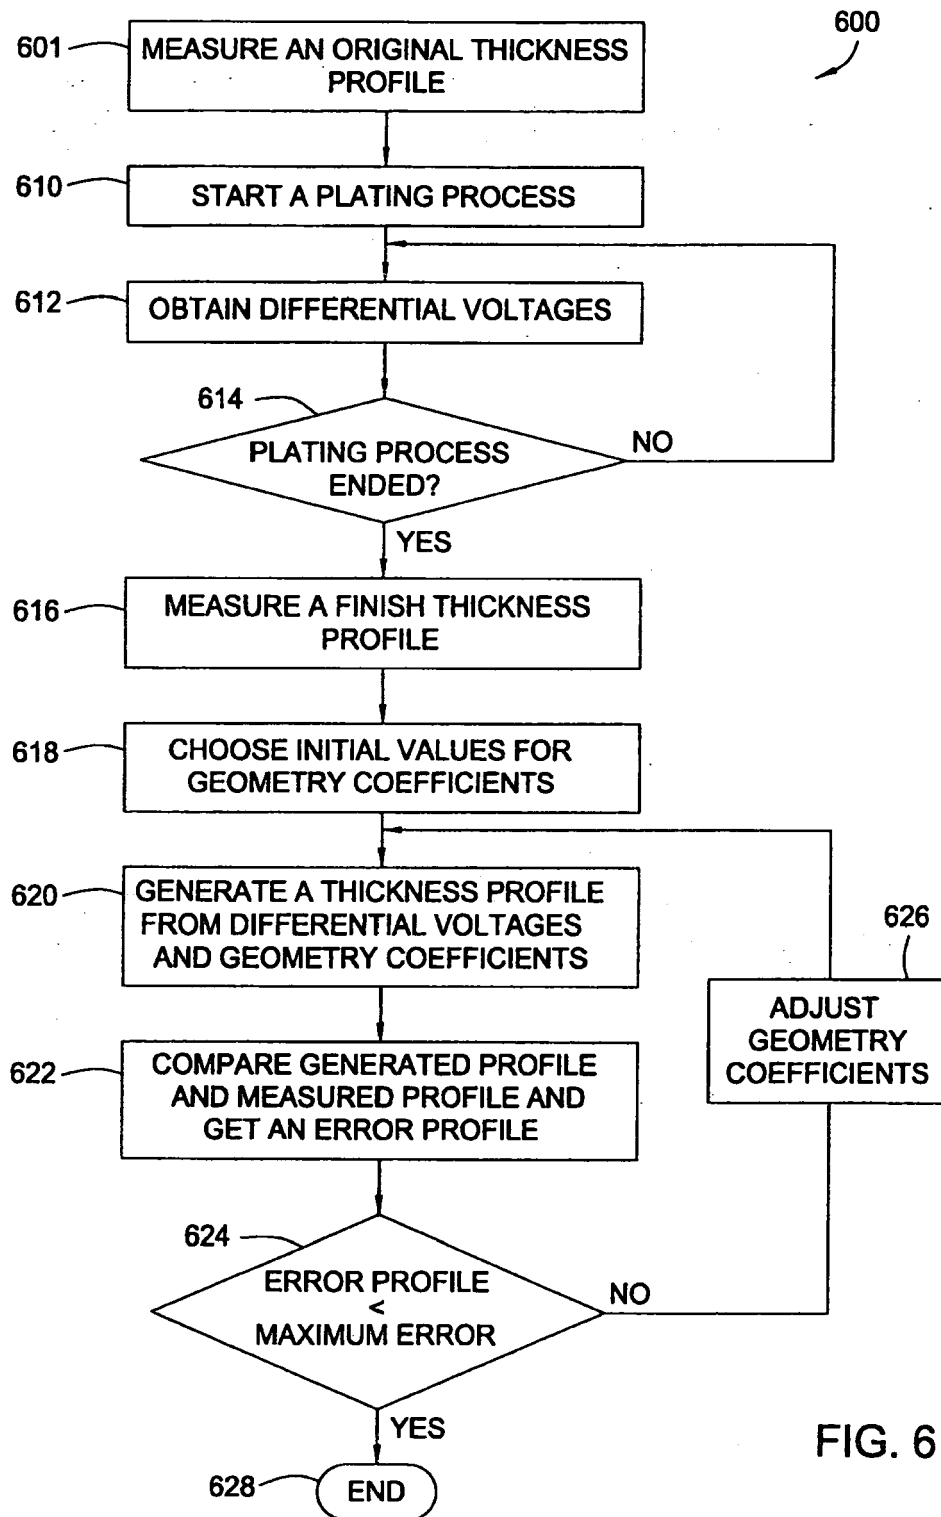 600
601
MEASURE AN ORIGINAL THICKNESS
PROFILE
610
START A PLATING PROCESS
612
OBTAIN DIFFERENTIAL VOLTAGES
614
PLATING PROCESS
ENDED?
NO
YES
616
MEASURE A FINISH THICKNESS
PROFILE
618
CHOOSE INITIAL VALUES FOR
GEOMETRY COEFFICIENTS
620
GENERATE A THICKNESS PROFILE
FROM DIFFERENTIAL VOLTAGES
AND GEOMETRY COEFFICIENTS
626
ADJUST
GEOMETRY
COEFFICIENTS
622
COMPARE GENERATED PROFILE
AND MEASURED PROFILE AND
GET AN ERROR PROFILE
624
ERROR PROFILE
<
MAXIMUM ERROR
NO
YES
628
END
FIG. 6